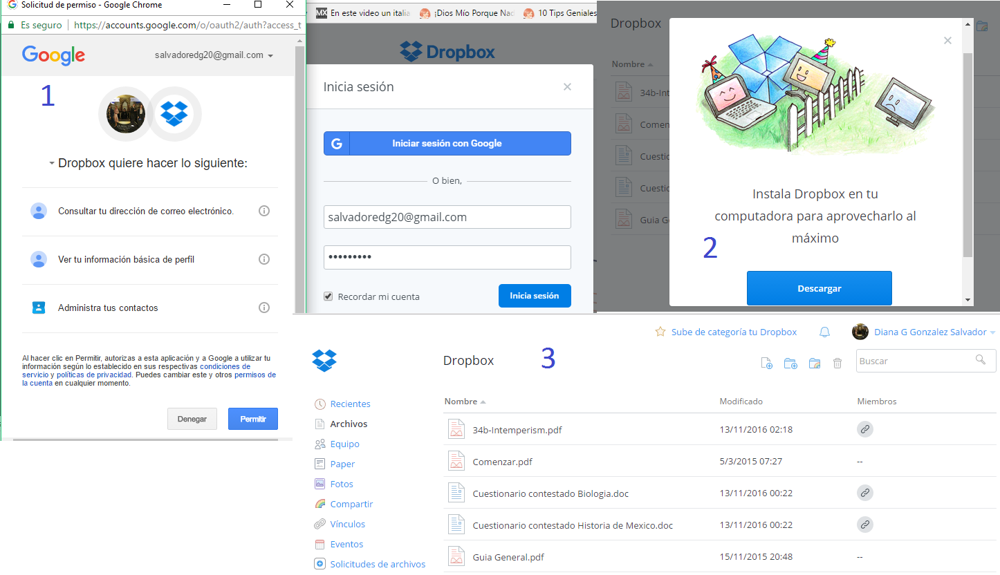 Solicitud de permiso - Google Chrome
Es seguro
https://accounts.google.com/o/oauth2/auth?access_t
Google
salvadoredg20@gmail.com
1
Dropbox quiere hacer lo siguiente:
Consultar tu dirección de correo electrónico.
Ver tu información básica de perfil
Administra tus contactos
Al hacer clic en Permitir, autorizas a esta aplicación y a Google a utilizar tu
información según lo establecido en sus respectivas condiciones de
servicio y políticas de privacidad. Puedes cambiar este y otros permisos de
la cuenta en cualquier momento.
Denegar
Permitir
MX En este video un italia
¡Dios Mío Porque Nad
10 Tips Geniales
Dropbox
Inicia sesión
G Iniciar sesión con Google
O bien,
salvadoredg20@gmail.com
•••••••••
Recordar mi cuenta
Inicia sesión
Dropbox
Nombre
34b-Int
Comen
Cuestic
Cuestic
Guia G
Instala Dropbox en tu
computadora para aprovecharlo al
máximo
2
Descargar
Sube de categoría tu Dropbox
Diana G Gonzalez Salvador
Dropbox
3
Buscar
Recientes
Archivos
Equipo
Paper
Fotos
Compartir
Vínculos
Eventos
Solicitudes de archivos
Nombre Modificado Miembros
34b-Intemperism.pdf 13/11/2016 02:18
Comenzar.pdf 5/3/2015 07:27 --
Cuestionario contestado Biologia.doc 13/11/2016 00:22
Cuestionario contestado Historia de Mexico.doc 13/11/2016 00:22
Guia General.pdf 15/11/2015 20:48 --